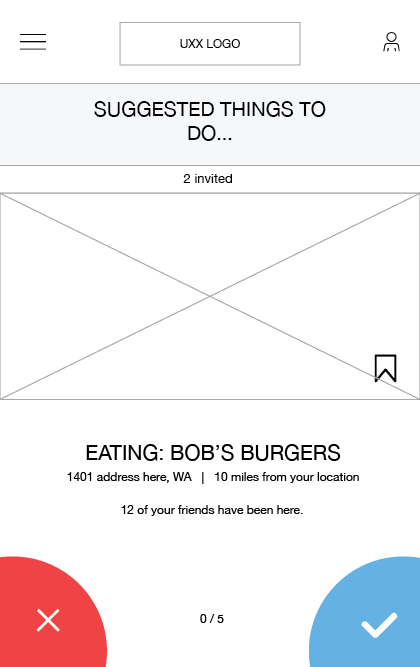 UXX LOGO
SUGGESTED THINGS TO
DO...
2 invited
EATING: BOB’S BURGERS
1401 address here, WA | 10 miles from your location
12 of your friends have been here.
0 / 5